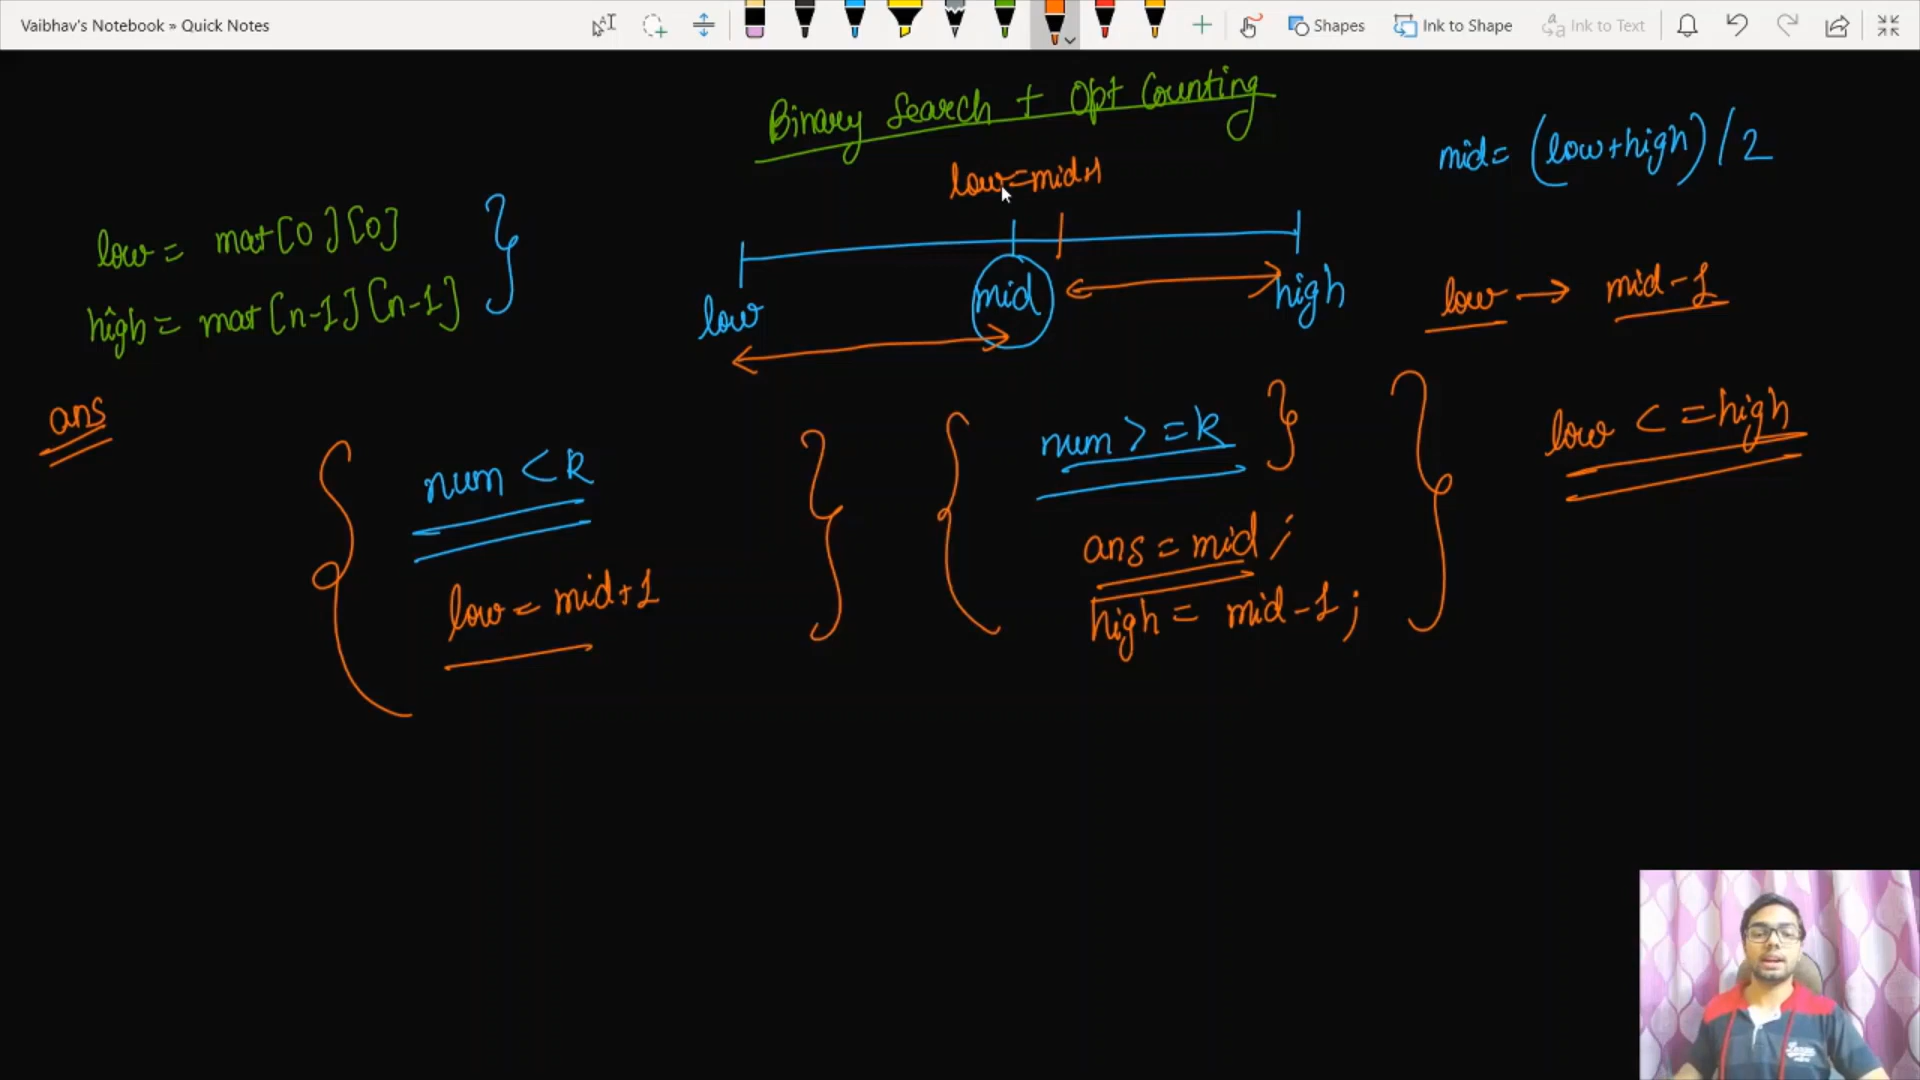 Vaibhav's Notebook » Quick Notes
Shapes
Ink to Shape
Ink to Text
Binary Search + Opt Counting
mid = (low+high) / 2
low=mid+1
low = mat[0][0]
high = mat[n-1][n-1]
}
low
mid
high
low → mid-1
ans
{ num < k }
low = mid+1
{ num > = k } }
ans = mid ;
high = mid-1 ;
low < = high